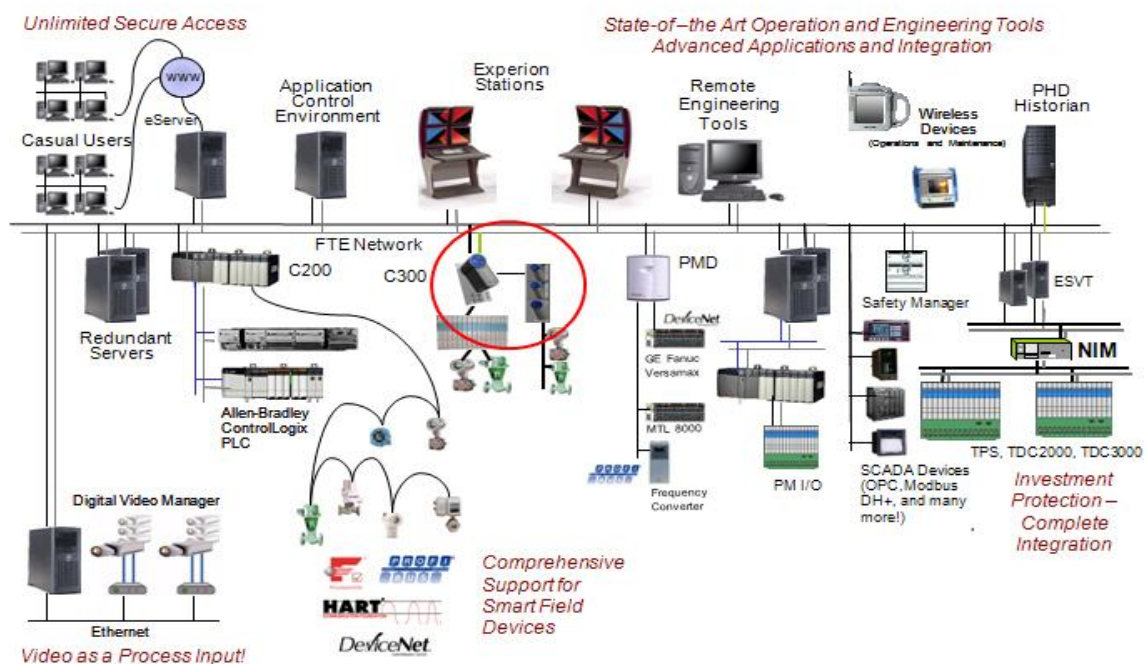 Unlimited Secure Access
State-of–the Art Operation and Engineering Tools
Advanced Applications and Integration
WWW
eServer
Casual Users
Application
Control
Environment
Experion
Stations
Remote
Engineering
Tools
Wireless
Devices
(Operations and Maintenance)
PHD
Historian
FTE Network
C200
C300
PMD
Safety Manager
ESVT
Redundant
Servers
DeviceNet
GE Fanuc
Versamax
NIM
Allen-Bradley
ControlLogix
PLC
MTL 8000
TPS, TDC2000, TDC3000
PROFI
BUS
Frequency
Converter
PM I/O
SCADA Devices
(OPC,Modbus
DH+, and many
more!)
Investment
Protection –
Complete
Integration
Digital Video Manager
Ethernet
Video as a Process Input!
PROFI
BUS
HART
DeviceNet
Comprehensive
Support for
Smart Field
Devices